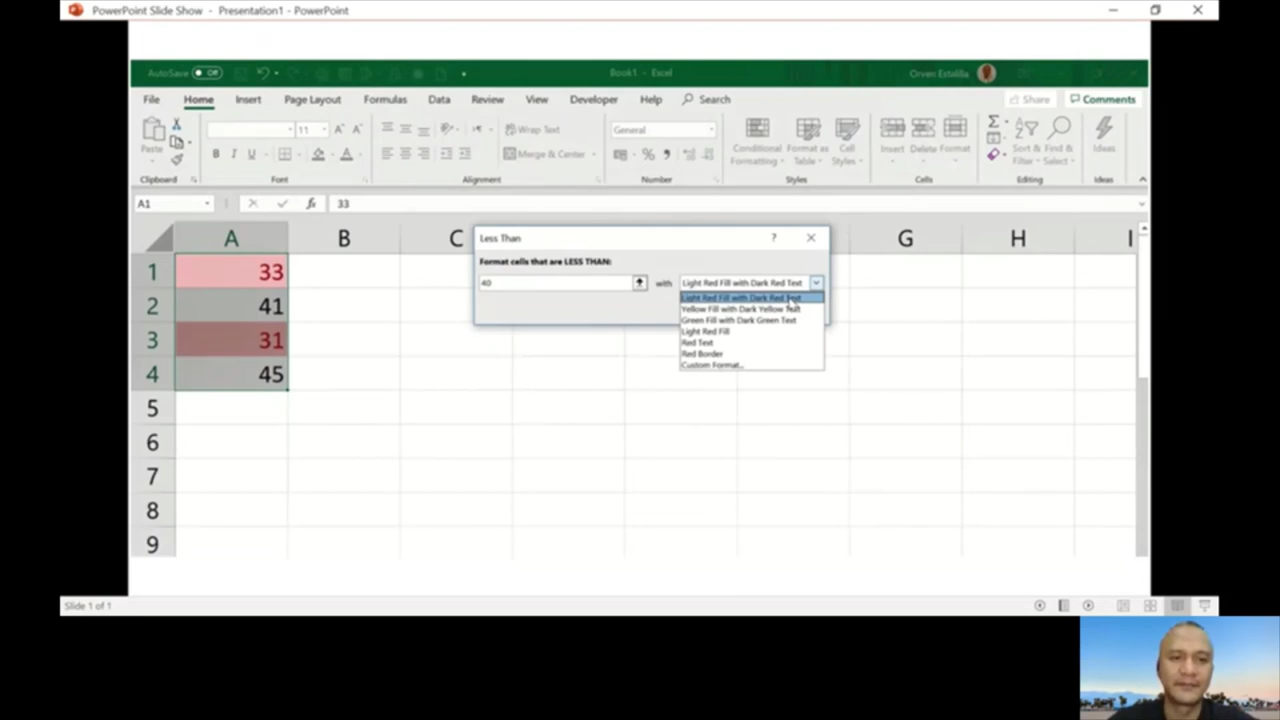 PowerPoint Slide Show - Presentation1 - PowerPoint
AutoSave Off
Book1 - Excel
Orven Estalilla
File Home Insert Page Layout Formulas Data Review View Developer Help Search Share Comments
Paste
11
A A
Wrap Text
General
Conditional Formatting
Format as Table
Cell Styles
Insert
Delete
Format
Sort & Filter
Find & Select
Ideas
B I U
A
Merge & Center
%
Clipboard Font Alignment Number Styles Cells Editing Ideas
A1 fx 33
A B C G H I
Less Than ?
Format cells that are LESS THAN:
40 with Light Red Fill with Dark Red Text
Light Red Fill with Dark Red Text
Yellow Fill with Dark Yellow Text
Green Fill with Dark Green Text
Light Red Fill
Red Text
Red Border
Custom Format...
1 33
2 41
3 31
4 45
5
6
7
8
9
Slide 1 of 1